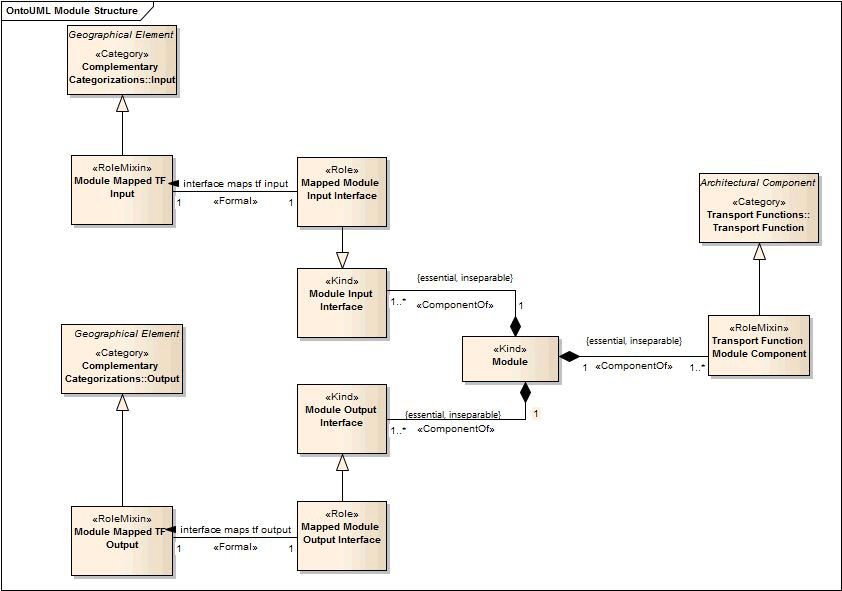 OntoUML Module Structure
Geographical Element
«Category»
Complementary
Categorizations::Input
«RoleMixin»
Module Mapped TF
Input
interface maps tf input
1
«Formal»
1
«Role»
Mapped Module
Input Interface
Architectural Component
«Category»
Transport Functions::
Transport Function
«Kind»
Module Input
Interface
{essential, inseparable}
1..*
«ComponentOf»
1
Geographical Element
«Category»
Complementary
Categorizations::Output
«Kind»
Module
{essential, inseparable}
1
«ComponentOf»
1..*
«RoleMixin»
Transport Function
Module Component
«Kind»
Module Output
Interface
{essential, inseparable}
1
1..*
«ComponentOf»
«RoleMixin»
Module Mapped TF
Output
interface maps tf output
1
«Formal»
1
«Role»
Mapped Module
Output Interface